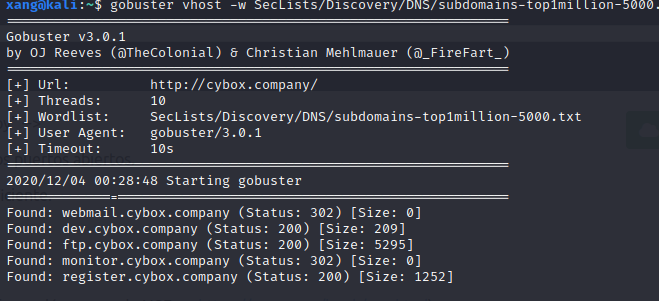 xang@kali:~$ gobuster vhost -w SecLists/Discovery/DNS/subdomains-top1million-5000.
===============================================================
Gobuster v3.0.1
by OJ Reeves (@TheColonial) & Christian Mehlmauer (@_FireFart_)
===============================================================
[+] Url: http://cybox.company/
[+] Threads: 10
[+] Wordlist: SecLists/Discovery/DNS/subdomains-top1million-5000.txt
[+] User Agent: gobuster/3.0.1
[+] Timeout: 10s
===============================================================
2020/12/04 00:28:48 Starting gobuster
===============================================================
Found: webmail.cybox.company (Status: 302) [Size: 0]
Found: dev.cybox.company (Status: 200) [Size: 209]
Found: ftp.cybox.company (Status: 200) [Size: 5295]
Found: monitor.cybox.company (Status: 302) [Size: 0]
Found: register.cybox.company (Status: 200) [Size: 1252]